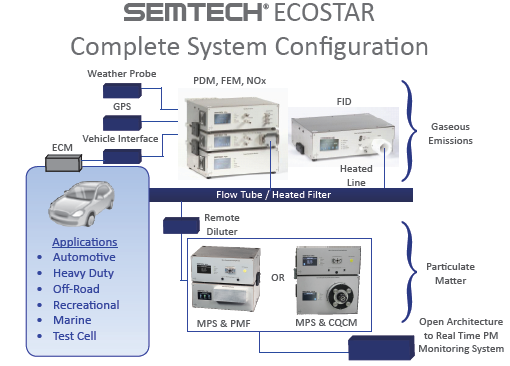 SEMTECH® ECOSTAR
Complete System Configuration
Weather Probe
PDM, FEM, NOx
GPS
FID
Vehicle Interface
Gaseous
Emissions
ECM
Heated
Line
Flow Tube / Heated Filter
Remote
Diluter
Applications
• Automotive
• Heavy Duty
• Off-Road
• Recreational
• Marine
• Test Cell
OR
Particulate
Matter
MPS & PMF
MPS & CQCM
Open Architecture
to Real Time PM
Monitoring System